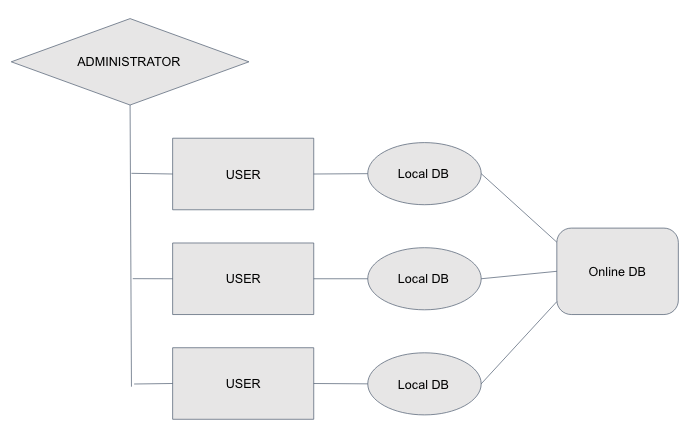 ADMINISTRATOR
USER
Local DB
USER
Local DB
Online DB
USER
Local DB